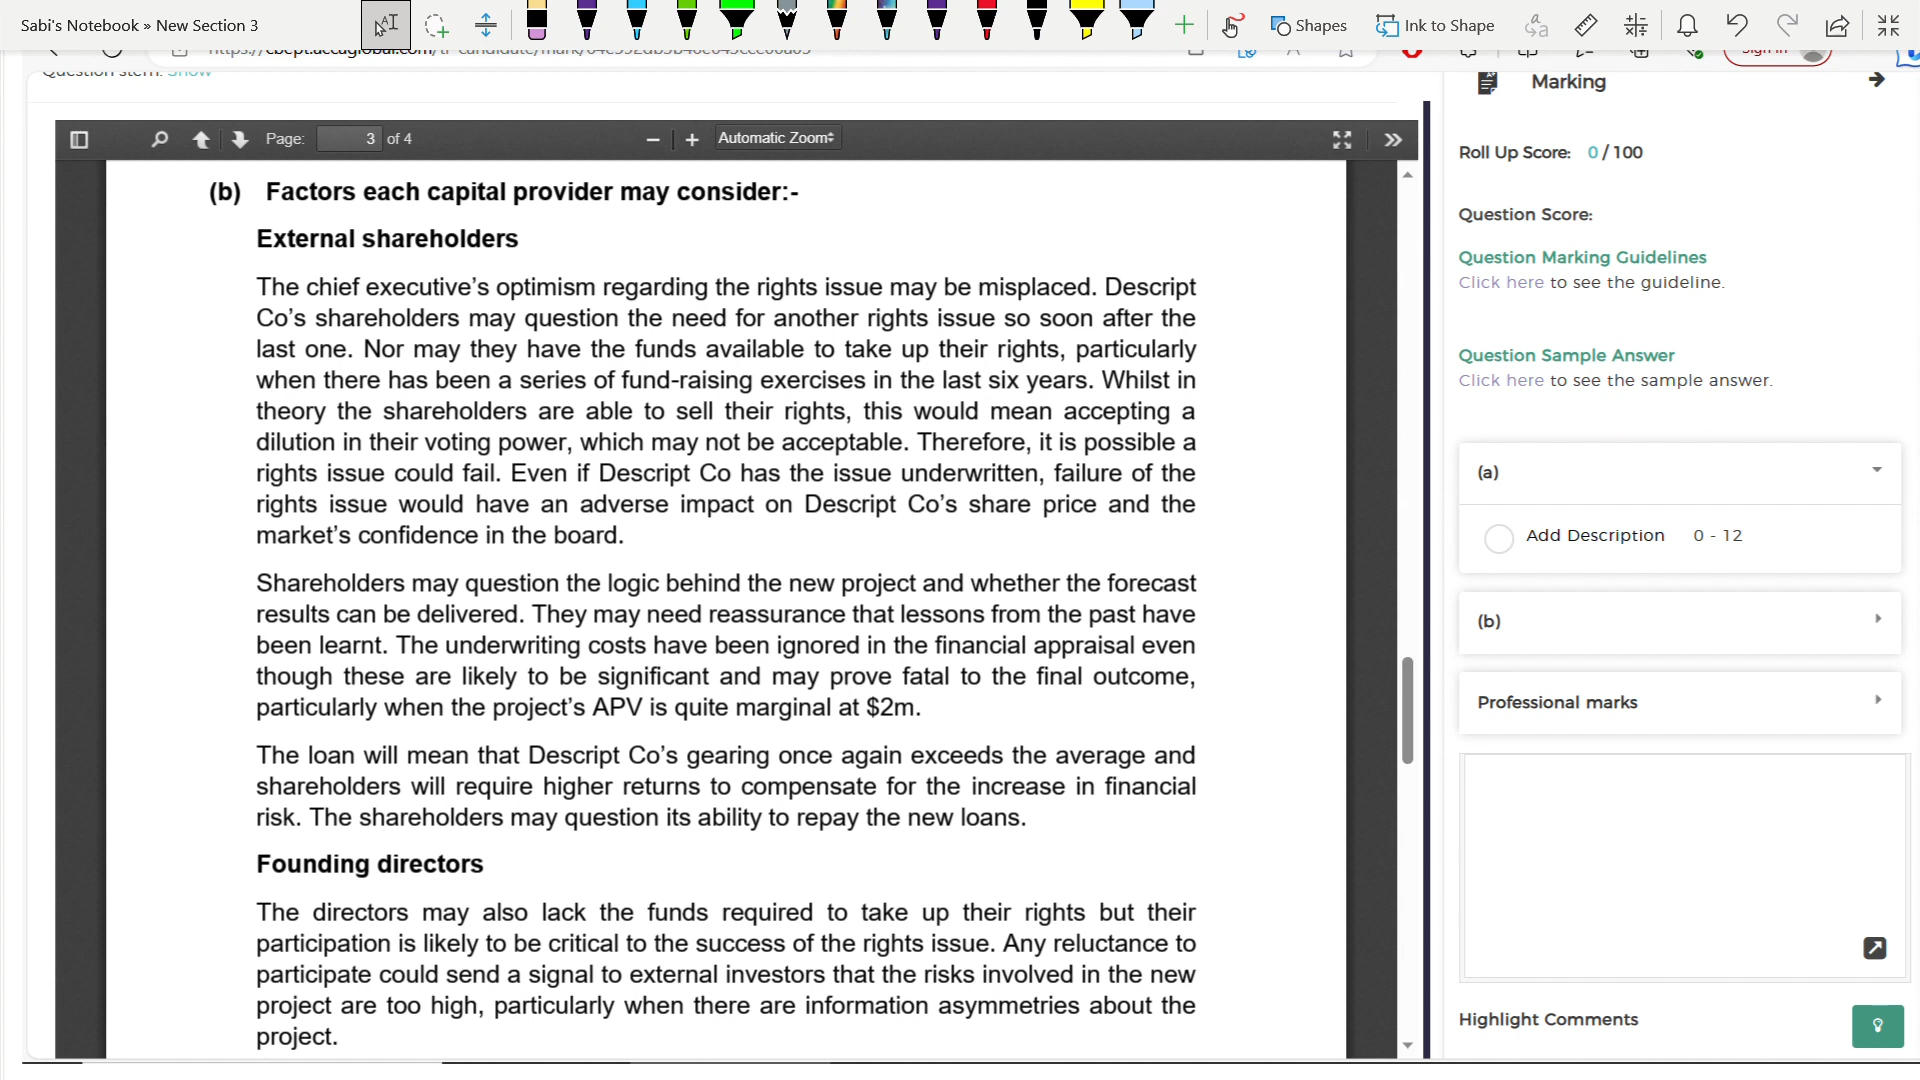 Sabi's Notebook » New Section 3
Shapes
Ink to Shape
Question stem: Show
Page: 3 of 4
Automatic Zoom
(b) Factors each capital provider may consider:-
External shareholders
The chief executive's optimism regarding the rights issue may be misplaced. Descript
Co's shareholders may question the need for another rights issue so soon after the
last one. Nor may they have the funds available to take up their rights, particularly
when there has been a series of fund-raising exercises in the last six years. Whilst in
theory the shareholders are able to sell their rights, this would mean accepting a
dilution in their voting power, which may not be acceptable. Therefore, it is possible a
rights issue could fail. Even if Descript Co has the issue underwritten, failure of the
rights issue would have an adverse impact on Descript Co's share price and the
market's confidence in the board.
Shareholders may question the logic behind the new project and whether the forecast
results can be delivered. They may need reassurance that lessons from the past have
been learnt. The underwriting costs have been ignored in the financial appraisal even
though these are likely to be significant and may prove fatal to the final outcome,
particularly when the project's APV is quite marginal at $2m.
The loan will mean that Descript Co's gearing once again exceeds the average and
shareholders will require higher returns to compensate for the increase in financial
risk. The shareholders may question its ability to repay the new loans.
Founding directors
The directors may also lack the funds required to take up their rights but their
participation is likely to be critical to the success of the rights issue. Any reluctance to
participate could send a signal to external investors that the risks involved in the new
project are too high, particularly when there are information asymmetries about the
project.
Marking
Roll Up Score: 0 / 100
Question Score:
Question Marking Guidelines
Click here to see the guideline.
Question Sample Answer
Click here to see the sample answer.
(a)
Add Description 0 - 12
(b)
Professional marks
Highlight Comments